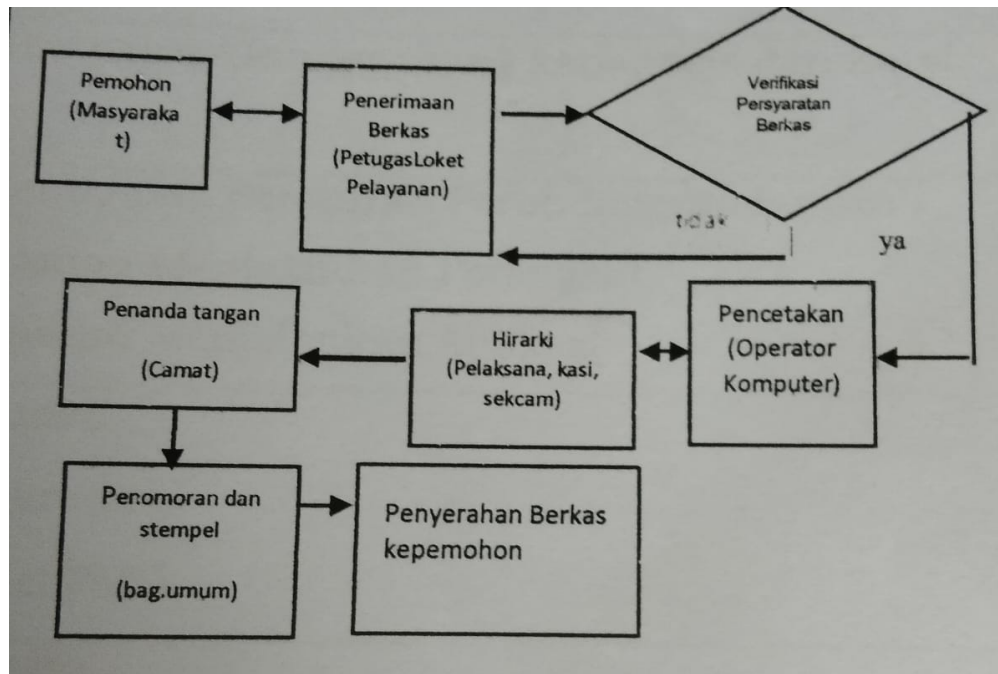 Pemohon
(Masyaraka
t)
Penerimaan
Berkas
(PetugasLoket
Pelayanan)
Verifikasi
Persyaratan
Berkas
tidak
ya
Penanda tangan
(Camat)
Hirarki
(Pelaksana, kasi,
sekcam)
Pencetakan
(Operator
Komputer)
Penomoran dan
stempel
(bag.umum)
Penyerahan Berkas
kepemohon